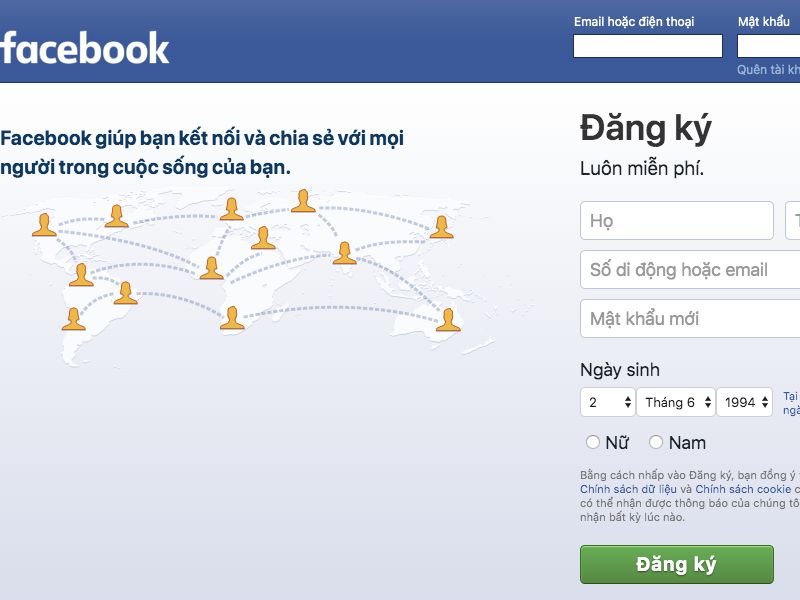 facebook
Email hoặc điện thoại
Mật khẩu
Quên tài
Facebook giúp bạn kết nối và chia sẻ với mọi
người trong cuộc sống của bạn.
Đăng ký
Luôn miễn phí.
Họ
Số di động hoặc email
Mật khẩu mới
Ngày sinh
2 Tháng 6 1994
Tại
Nữ Nam
Bằng cách nhấp vào Đăng ký, bạn đồng ý
Chính sách dữ liệu và Chính sách cookie
có thể nhận được thông báo của chúng
nhận bất kỳ lúc nào.
Đăng ký